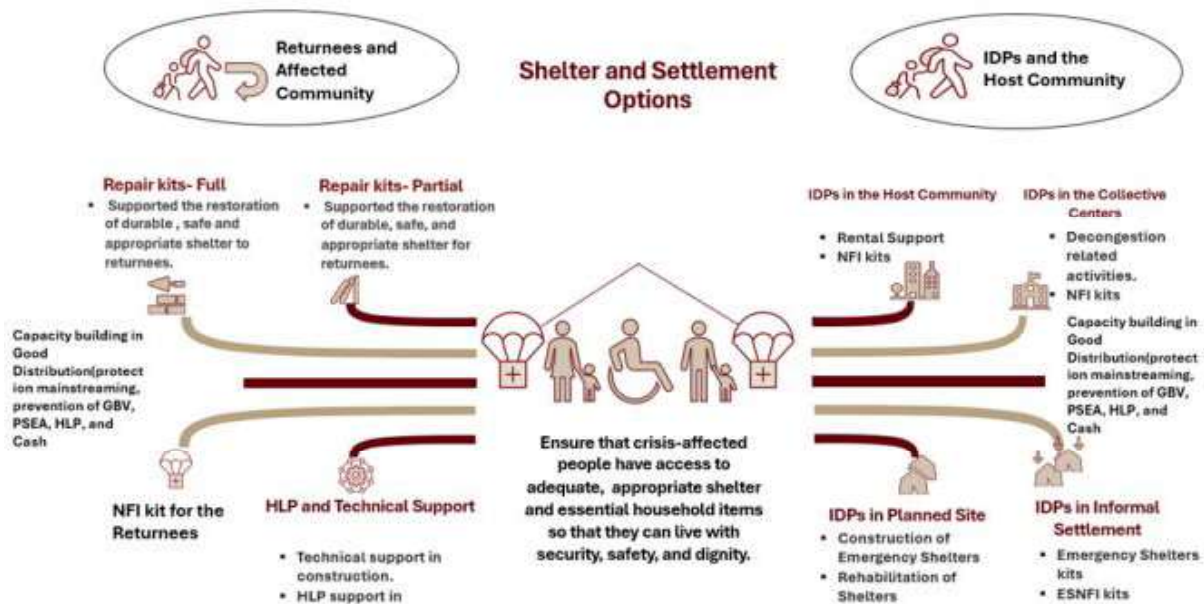 Returnees and
Affected
Community
Shelter and Settlement
Options
IDPs and the
Host Community
Repair kits- Full
• Supported the restoration
of durable , safe and
appropriate shelter to
returnees.
Repair kits- Partial
• Supported the restoration
of durable, safe, and
appropriate shelter for
returnees.
IDPs in the Host Community
• Rental Support
• NFI kits
IDPs in the Collective
Centers
• Decongestion
related
activities.
• NFI kits
Capacity building in
Good
Distribution(protect
ion mainstreaming,
prevention of GBV,
PSEA, HLP, and
Cash
Capacity building in
Good
Distribution(protect
ion mainstreaming,
prevention of GBV,
PSEA, HLP, and
Cash
NFI kit for the
Returnees
HLP and Technical Support
• Technical support in
construction.
• HLP support in
Ensure that crisis-affected
people have access to
adequate, appropriate shelter
and essential household items
so that they can live with
security, safety, and dignity.
IDPs in Planned Site
• Construction of
Emergency Shelters
• Rehabilitation of
Shelters
IDPs in Informal
Settlement
• Emergency Shelters
kits
• ESNFI kits